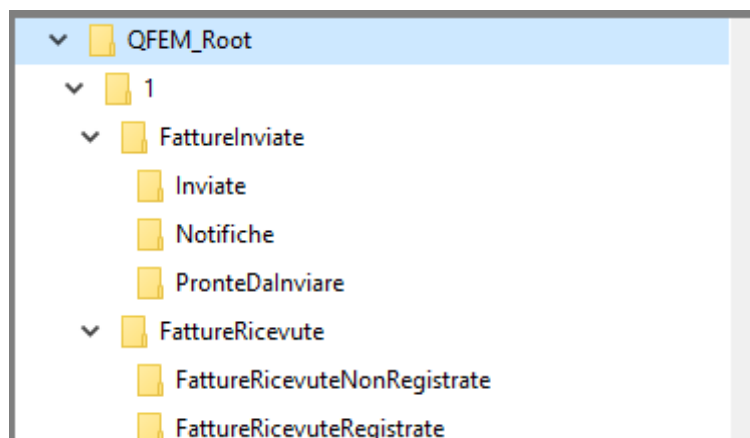 QFEM_Root
1
FattureInviate
Inviate
Notifiche
PronteDaInviare
FattureRicevute
FattureRicevuteNonRegistrate
FattureRicevuteRegistrate